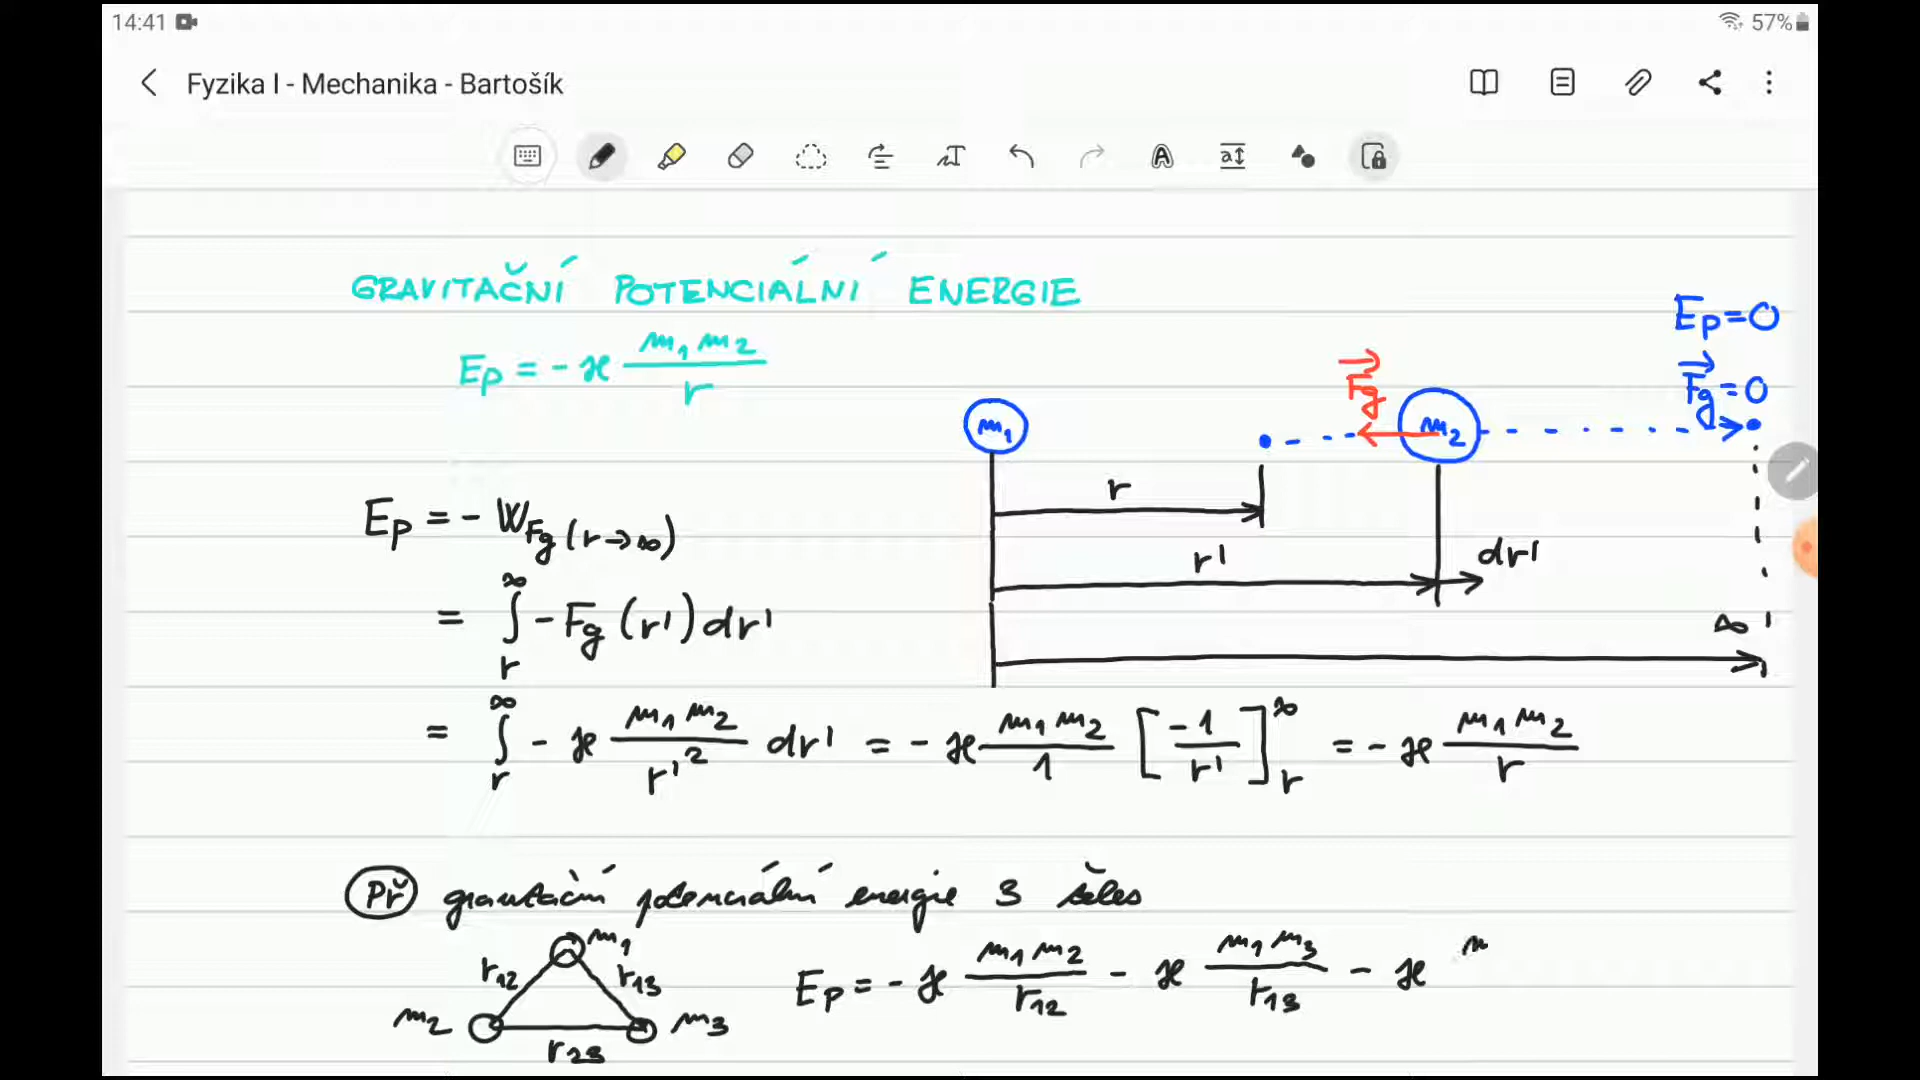 14:41 57%
Fyzika I - Mechanika - Bartošík
GRAVITAČNÍ POTENCIÁLNÍ ENERGIE
Ep = - ϰ m1 m2 / r
Ep = 0
Fg = 0
Fg
m1 m2
r
r' dr'
∞
Ep = - W Fg (r → ∞)
= ∫ r ∞ - Fg (r') dr'
= ∫ r ∞ - ϰ m1 m2 / r'² dr' = - ϰ m1 m2 / 1 [ -1 / r' ] r ∞ = - ϰ m1 m2 / r
Př gravitační potenciální energie 3 těles
m1
r12 r13
m2 m3
r23
Ep = - ϰ m1 m2 / r12 - ϰ m1 m3 / r13 - ϰ m